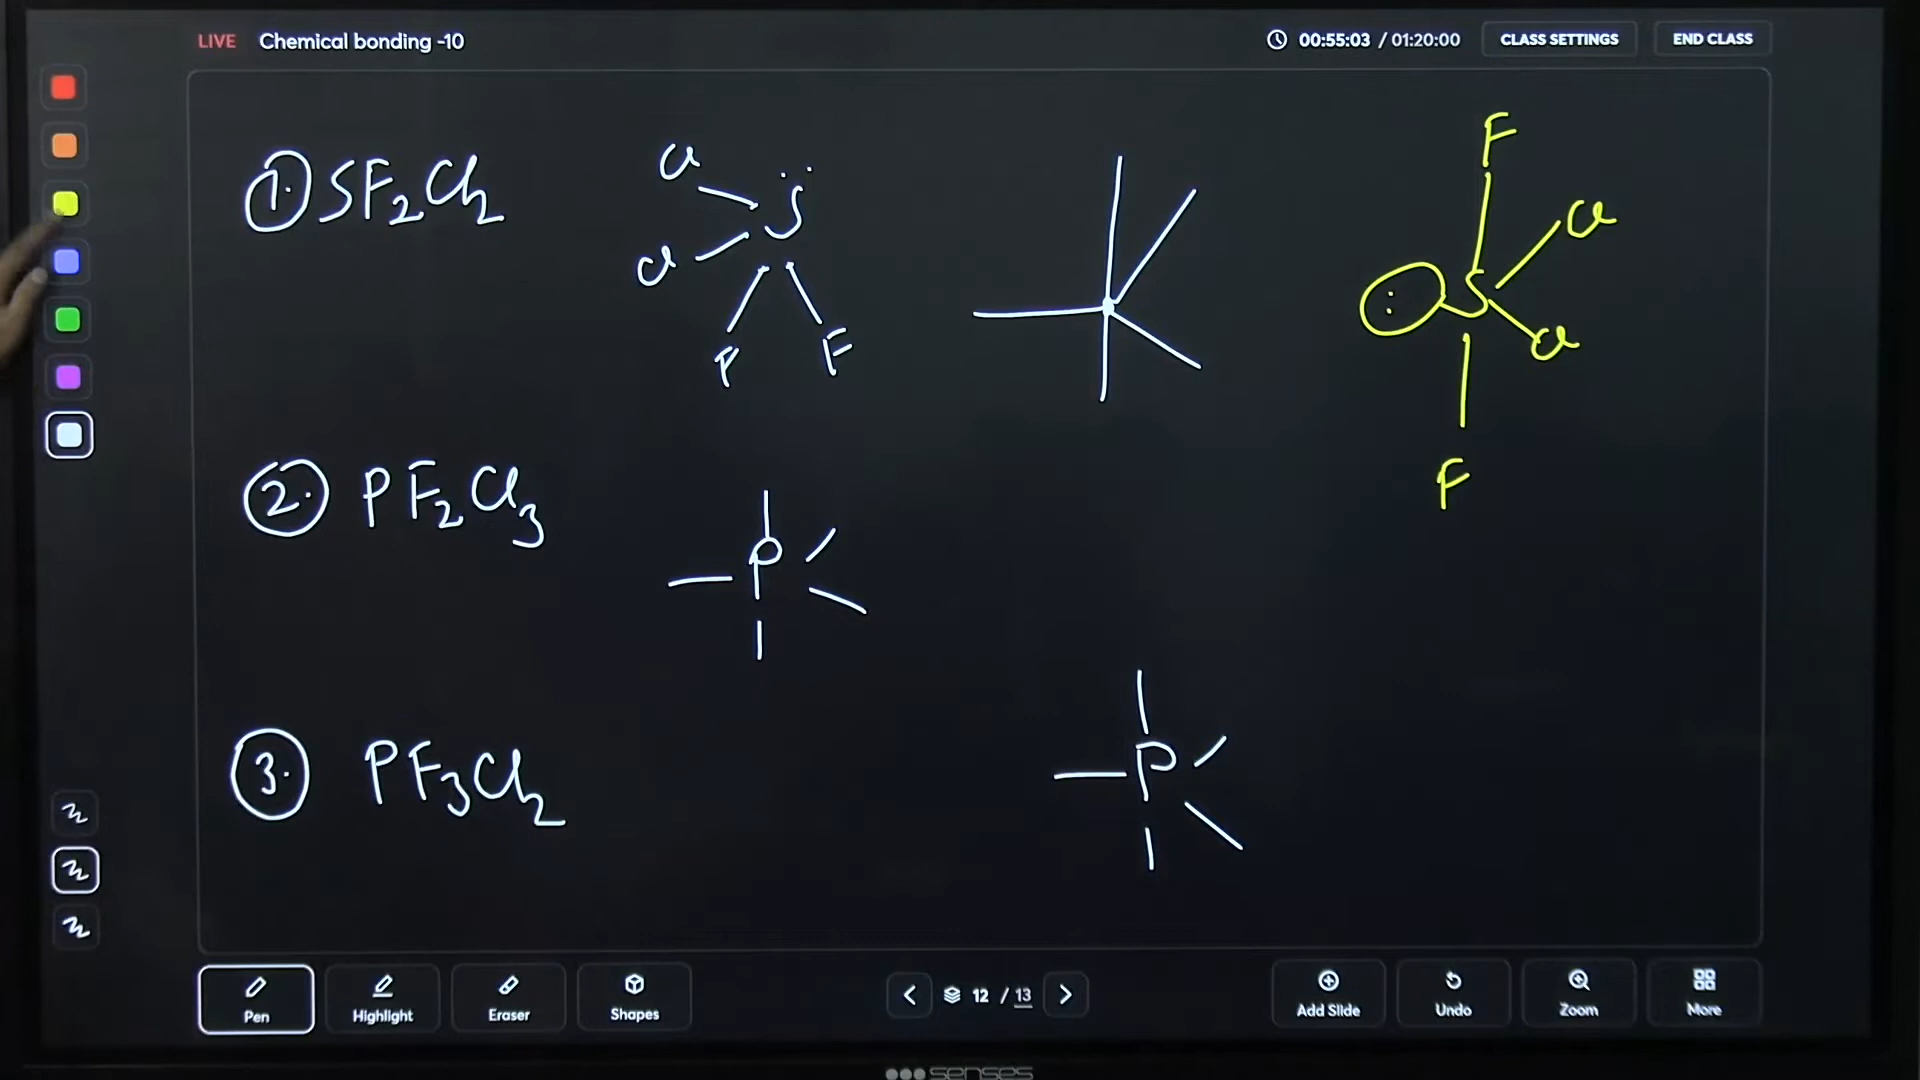 LIVE Chemical bonding -10
00:55:03 / 01:20:00 CLASS SETTINGS END CLASS
①. SF₂Cl₂
Cl S Cl F F
F Cl : S Cl F
②. PF₂Cl₃
P
③. PF₃Cl₂
P
Pen Highlight Eraser Shapes
12 / 13
Add Slide Undo Zoom More
senses